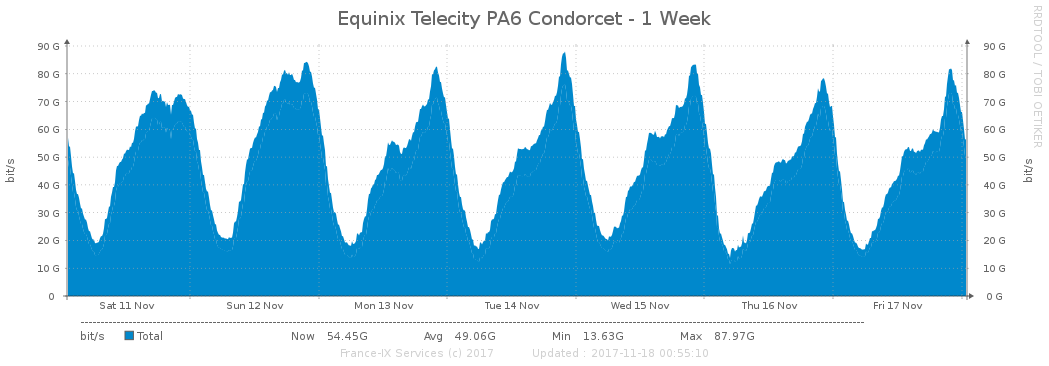 Equinix Telecity PA6 Condorcet - 1 Week
RRDTOOL / TOBI OETIKER
bit/s
90 G
80 G
70 G
60 G
50 G
40 G
30 G
20 G
10 G
0
90 G
80 G
70 G
60 G
50 G
40 G
30 G
20 G
10 G
0 G
bit/s
Sat 11 Nov Sun 12 Nov Mon 13 Nov Tue 14 Nov Wed 15 Nov Thu 16 Nov Fri 17 Nov
bit/s Total Now 54.45G Avg 49.06G Min 13.63G Max 87.97G
France-IX Services (c) 2017 Updated : 2017-11-18 00:55:10